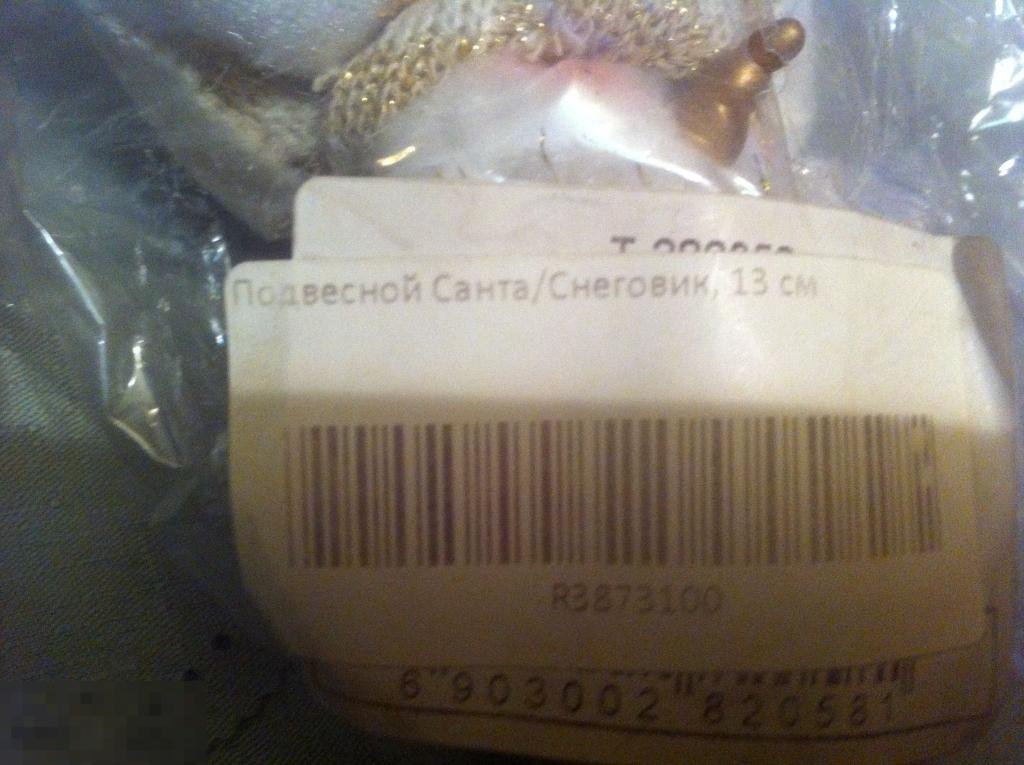 Подвесной Санта/Снеговик, 13 см
R3873100
6 903002 820581